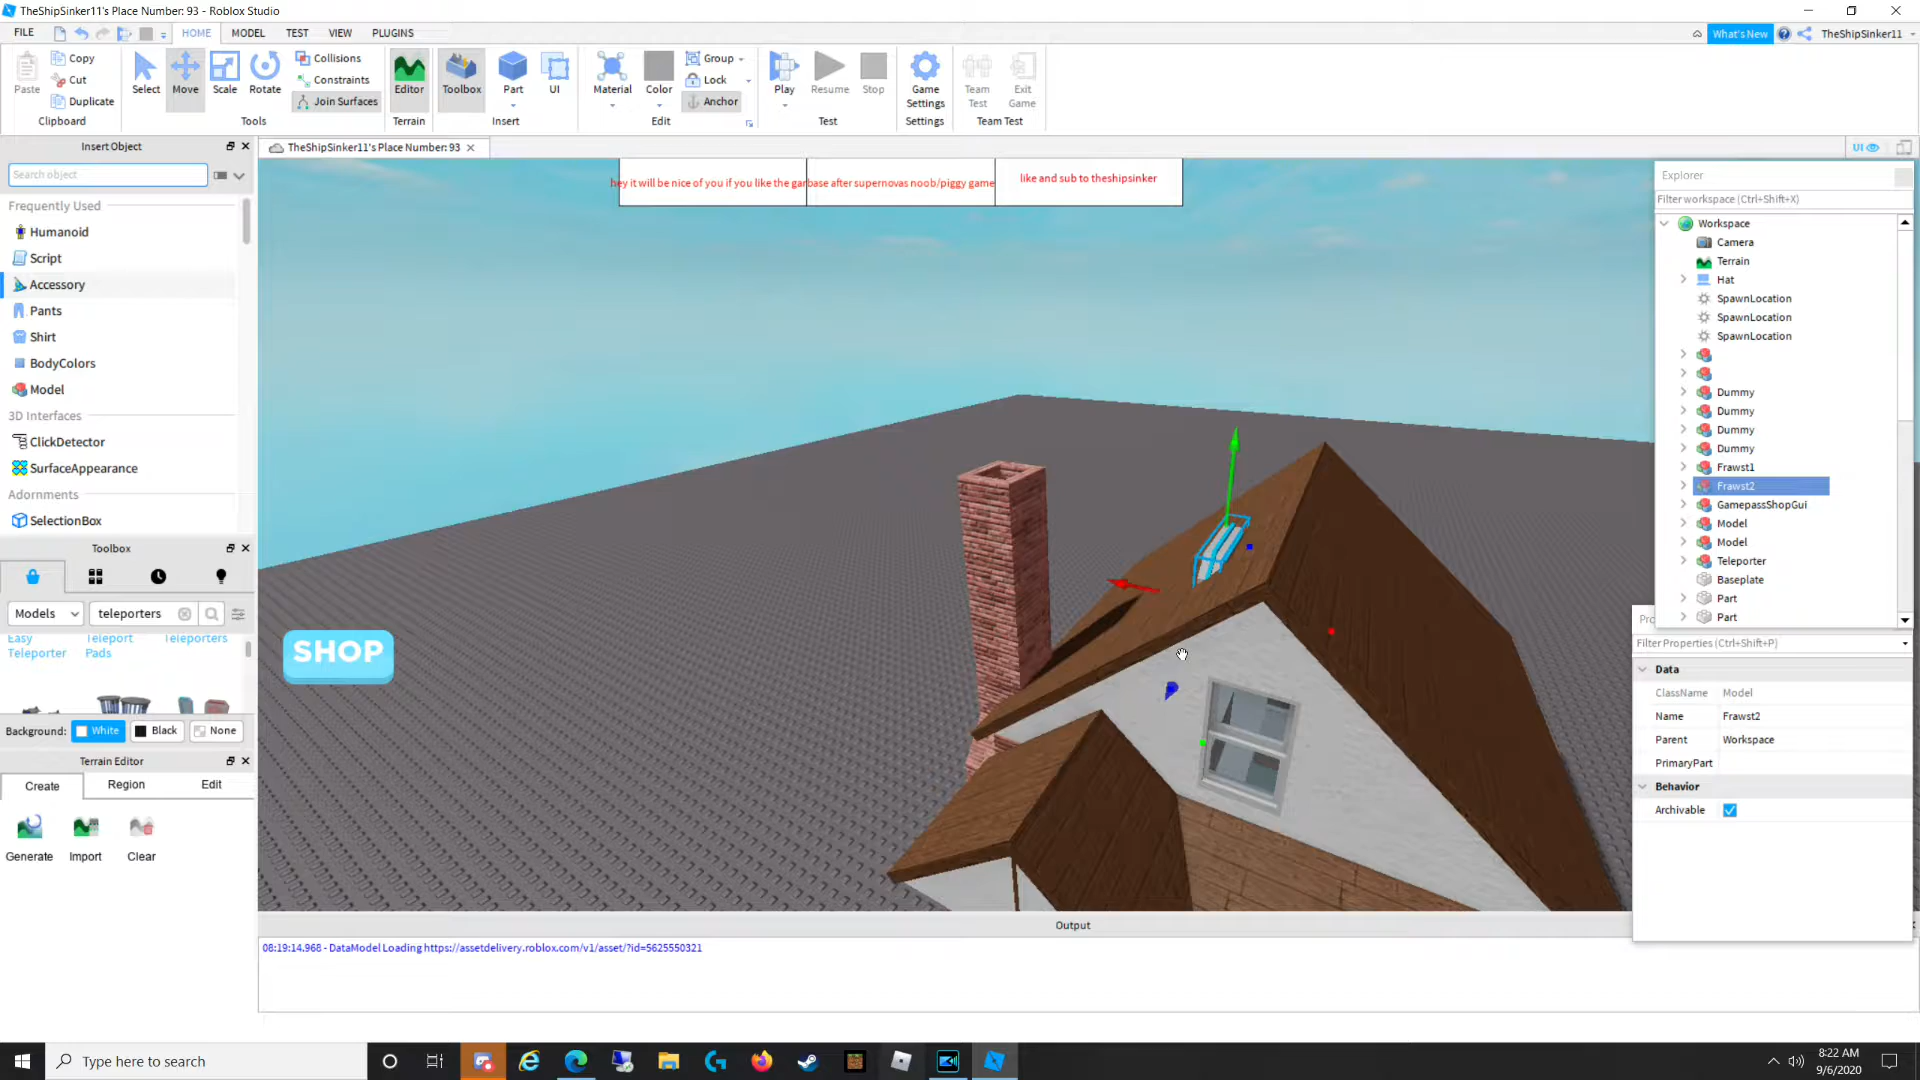 TheShipSinker11's Place Number: 93 - Roblox Studio
FILE
HOME
MODEL
TEST
VIEW
PLUGINS
What's New
TheShipSinker11
Paste
Copy
Cut
Duplicate
Clipboard
Select
Move
Scale
Rotate
Collisions
Constraints
Join Surfaces
Tools
Editor
Terrain
Toolbox
Part
UI
Insert
Material
Color
Group
Lock
Anchor
Edit
Play
Resume
Stop
Test
Game Settings
Settings
Team Test
Exit Game
Team Test
Insert Object
Search object
Frequently Used
Humanoid
Script
Accessory
Pants
Shirt
BodyColors
Model
3D Interfaces
ClickDetector
SurfaceAppearance
Adornments
SelectionBox
Toolbox
Models
teleporters
Easy Teleporter
Teleport Pads
Teleporters
Background:
White
Black
None
Terrain Editor
Create
Region
Edit
Generate
Import
Clear
TheShipSinker11's Place Number: 93
UI
hey it will be nice of you if you like the garbase after supernovas noob/piggy game
like and sub to theshipsinker
SHOP
Explorer
Filter workspace (Ctrl+Shift+X)
Workspace
Camera
Terrain
Hat
SpawnLocation
SpawnLocation
SpawnLocation
Dummy
Dummy
Dummy
Dummy
Frawst1
Frawst2
GamepassShopGui
Model
Model
Teleporter
Baseplate
Part
Part
Filter Properties (Ctrl+Shift+P)
Data
ClassName
Model
Name
Frawst2
Parent
Workspace
PrimaryPart
Behavior
Archivable
Output
08:19:14.968 - DataModel Loading https://assetdelivery.roblox.com/v1/asset/?id=5625550321
Type here to search
8:22 AM
9/6/2020